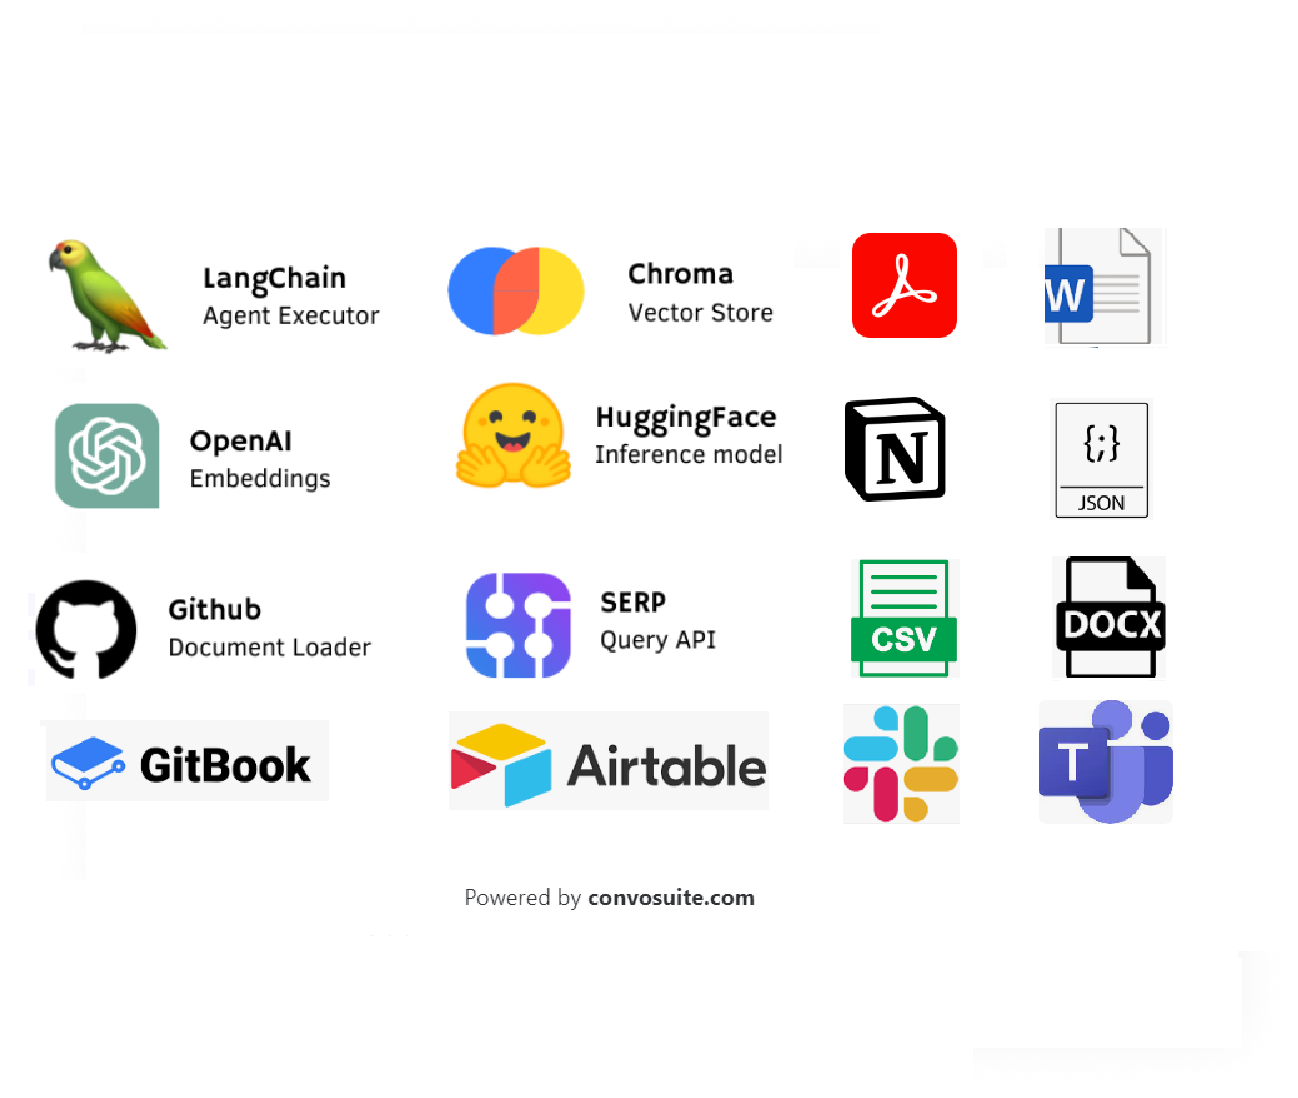 LangChain
Agent Executor
Chroma
Vector Store
W
OpenAI
Embeddings
HuggingFace
Inference model
N
{;}
JSON
Github
Document Loader
SERP
Query API
CSV
DOCX
GitBook
Airtable
T
Powered by convosuite.com